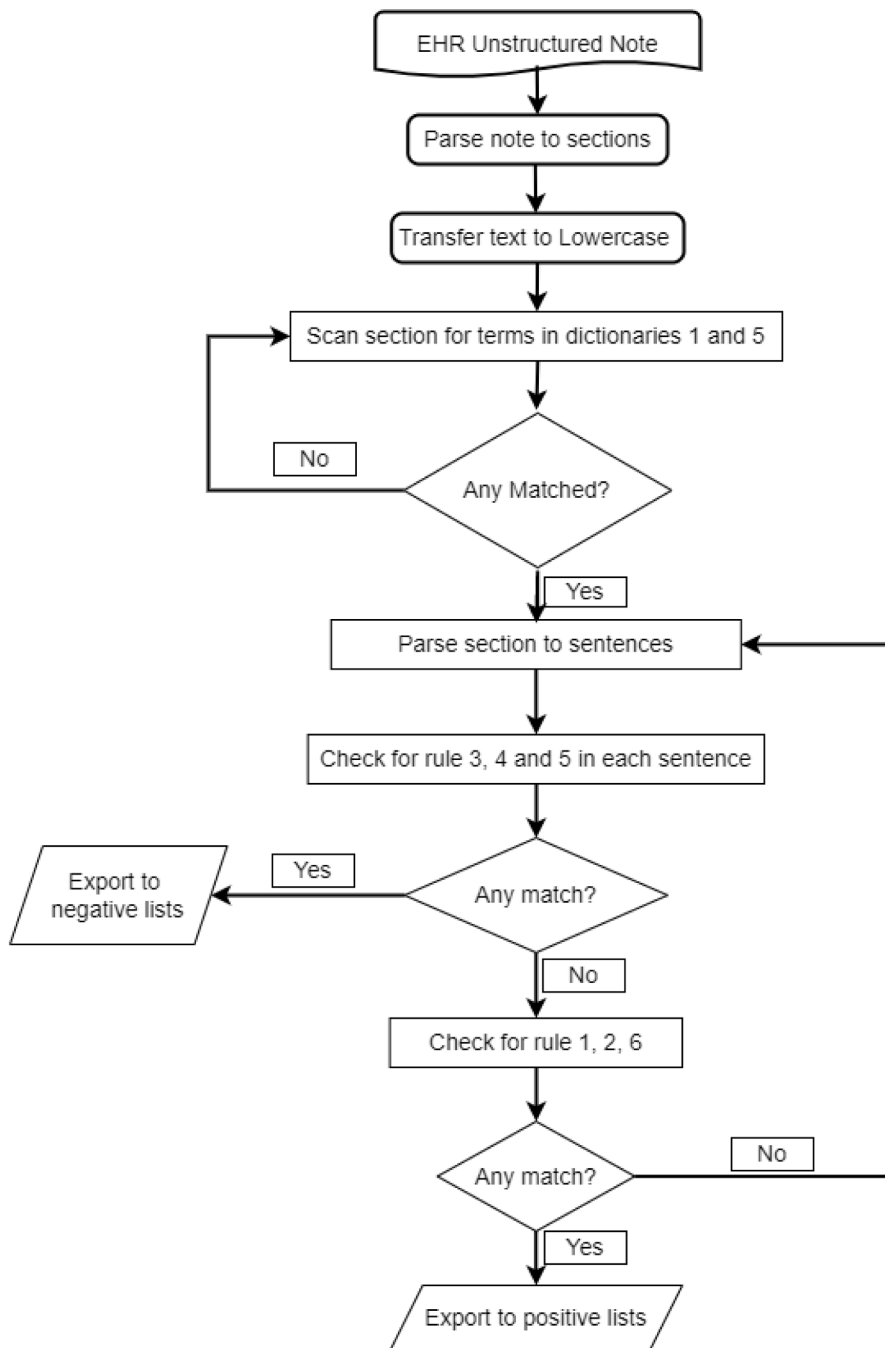 EHR Unstructured Note
Parse note to sections
Transfer text to Lowercase
Scan section for terms in dictionaries 1 and 5
No
Any Matched?
Yes
Parse section to sentences
Check for rule 3, 4 and 5 in each sentence
Yes
Export to
negative lists
Any match?
No
Check for rule 1, 2, 6
No
Any match?
Yes
Export to positive lists